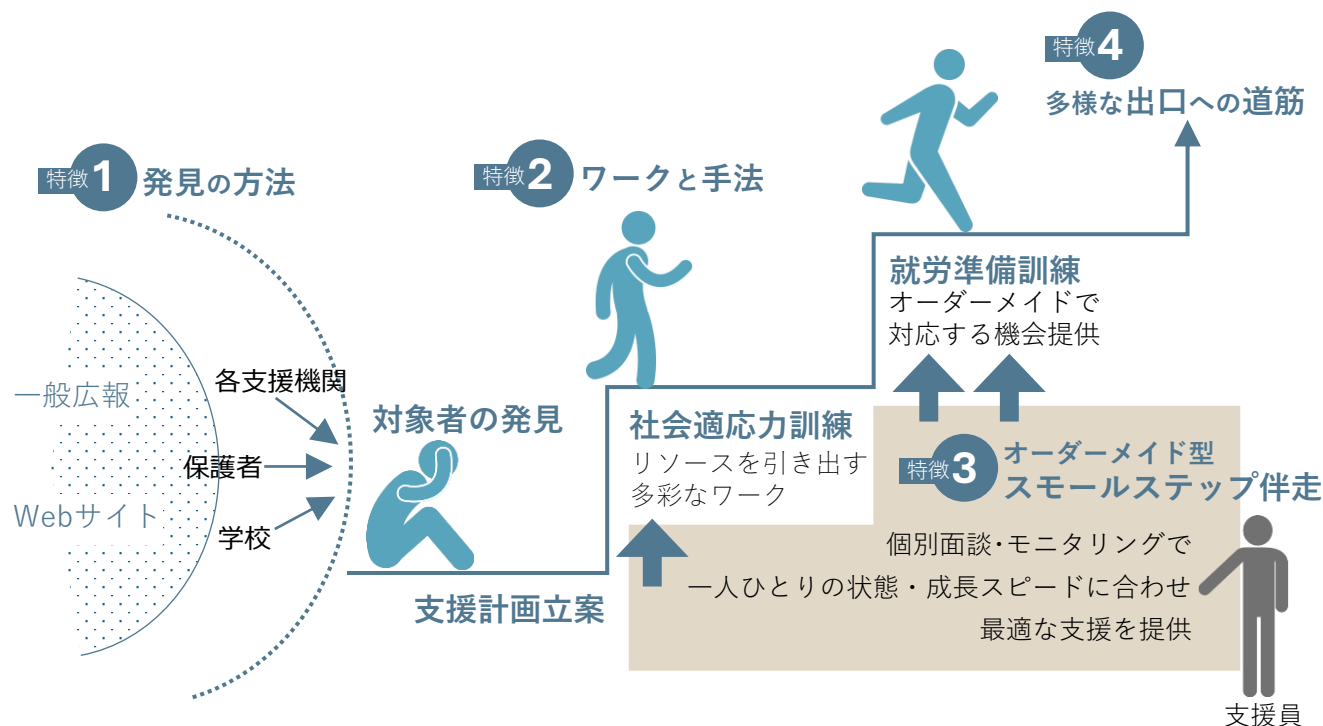 特徴1 発見の方法
一般広報
Webサイト
各支援機関
保護者
学校
対象者の発見
支援計画立案
特徴2 ワークと手法
社会適応力訓練
リソースを引き出す
多彩なワーク
就労準備訓練
オーダーメイドで
対応する機会提供
特徴3 オーダーメイド型
スモールステップ伴走
個別面談・モニタリングで
一人ひとりの状態・成長スピードに合わせ
最適な支援を提供
支援員
特徴4
多様な出口への道筋